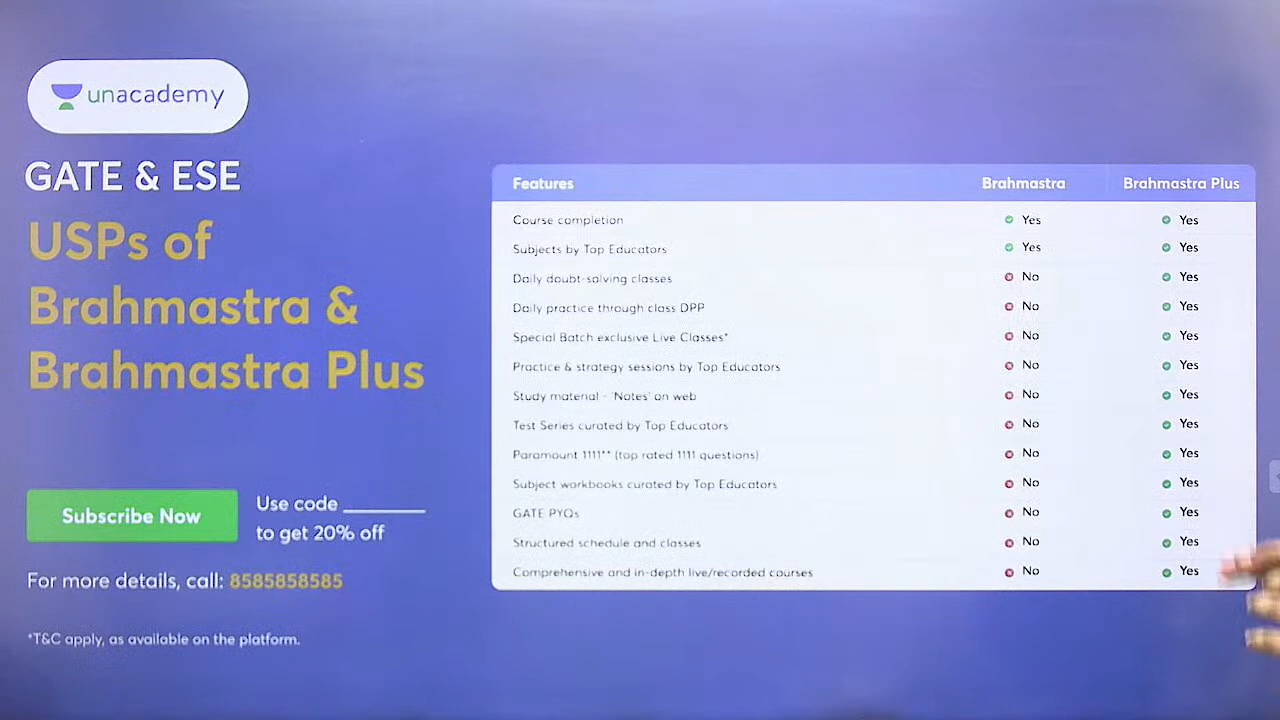 unacademy
GATE & ESE
USPs of
Brahmastra &
Brahmastra Plus
Subscribe Now
Use code ________
to get 20% off
For more details, call: 8585858585
*T&C apply, as available on the platform.
Features Brahmastra Brahmastra Plus
Course completion Yes Yes
Subjects by Top Educators Yes Yes
Daily doubt-solving classes No Yes
Daily practice through class DPP No Yes
Special Batch exclusive Live Classes* No Yes
Practice & strategy sessions by Top Educators No Yes
Study material - 'Notes' on web No Yes
Test Series curated by Top Educators No Yes
Paramount 1111** (top rated 1111 questions) No Yes
Subject workbooks curated by Top Educators No Yes
GATE PYQs No Yes
Structured schedule and classes No Yes
Comprehensive and in-depth live/recorded courses No Yes